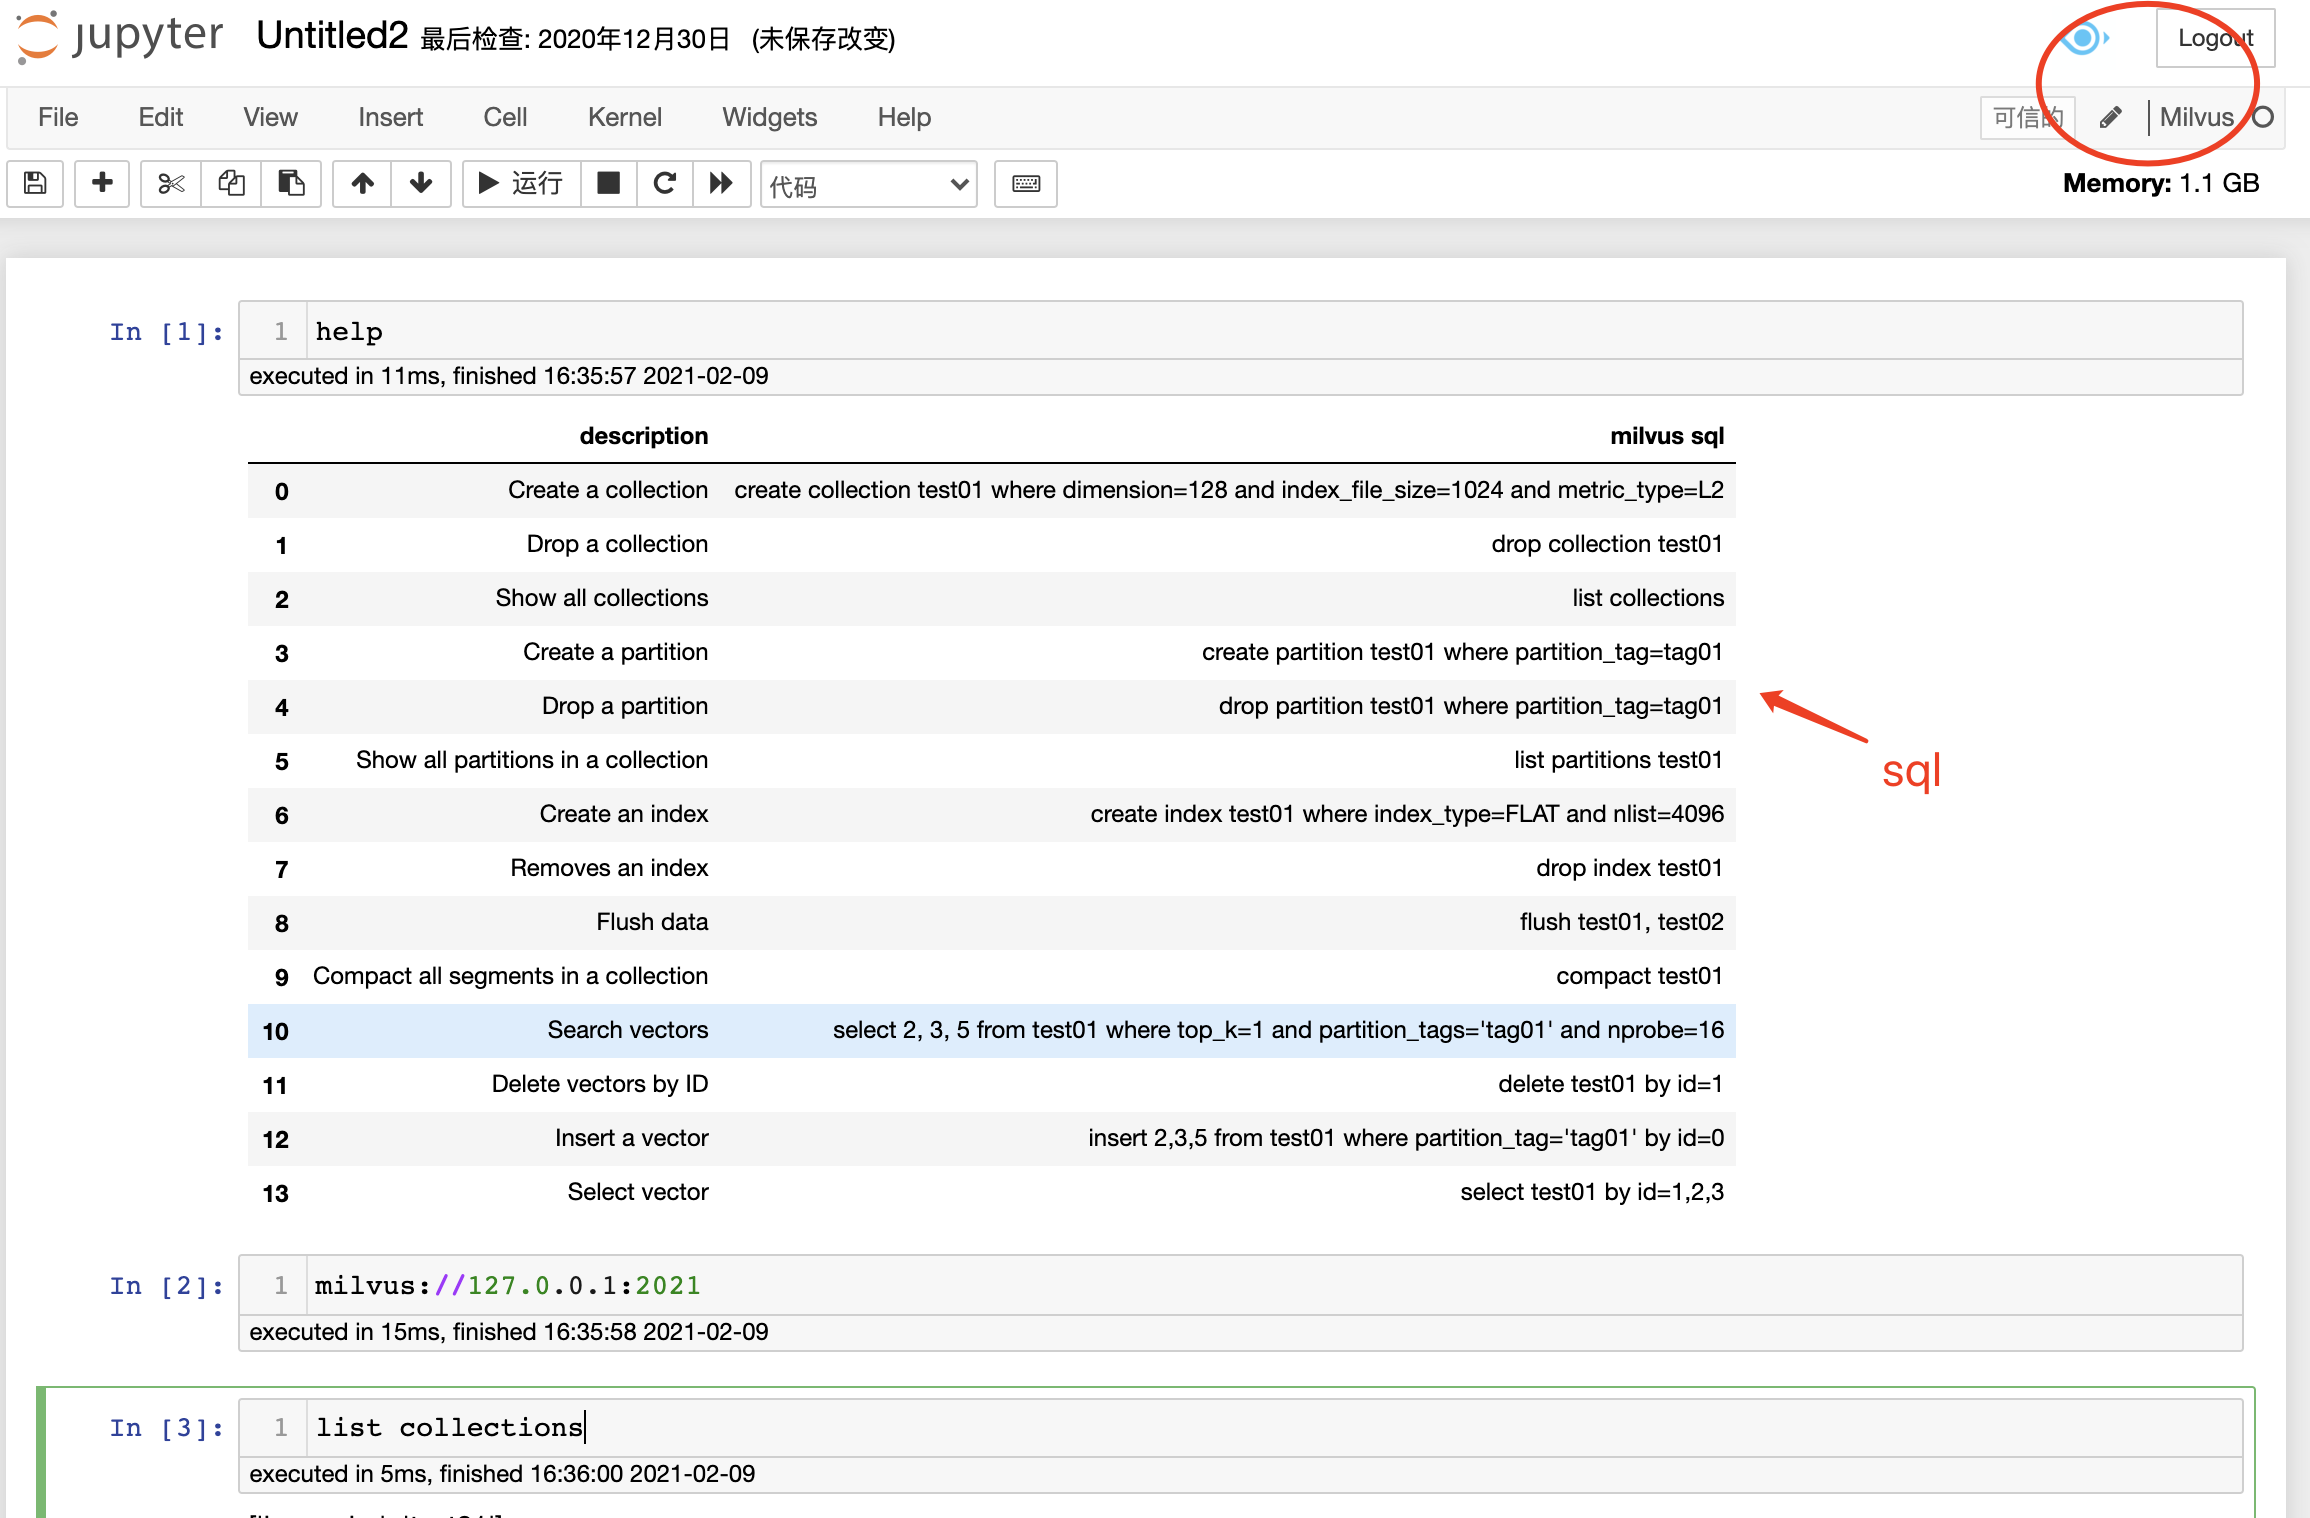 jupyter Untitled2 最后检查: 2020年12月30日 (未保存改变) Logout
File Edit View Insert Cell Kernel Widgets Help 可信的 Milvus
运行 代码 Memory: 1.1 GB
In [1]: 1 help
executed in 11ms, finished 16:35:57 2021-02-09
description milvus sql
0 Create a collection create collection test01 where dimension=128 and index_file_size=1024 and metric_type=L2
1 Drop a collection drop collection test01
2 Show all collections list collections
3 Create a partition create partition test01 where partition_tag=tag01
4 Drop a partition drop partition test01 where partition_tag=tag01
5 Show all partitions in a collection list partitions test01
sql
6 Create an index create index test01 where index_type=FLAT and nlist=4096
7 Removes an index drop index test01
8 Flush data flush test01, test02
9 Compact all segments in a collection compact test01
10 Search vectors select 2, 3, 5 from test01 where top_k=1 and partition_tags='tag01' and nprobe=16
11 Delete vectors by ID delete test01 by id=1
12 Insert a vector insert 2,3,5 from test01 where partition_tag='tag01' by id=0
13 Select vector select test01 by id=1,2,3
In [2]: 1 milvus://127.0.0.1:2021
executed in 15ms, finished 16:35:58 2021-02-09
In [3]: 1 list collections
executed in 5ms, finished 16:36:00 2021-02-09